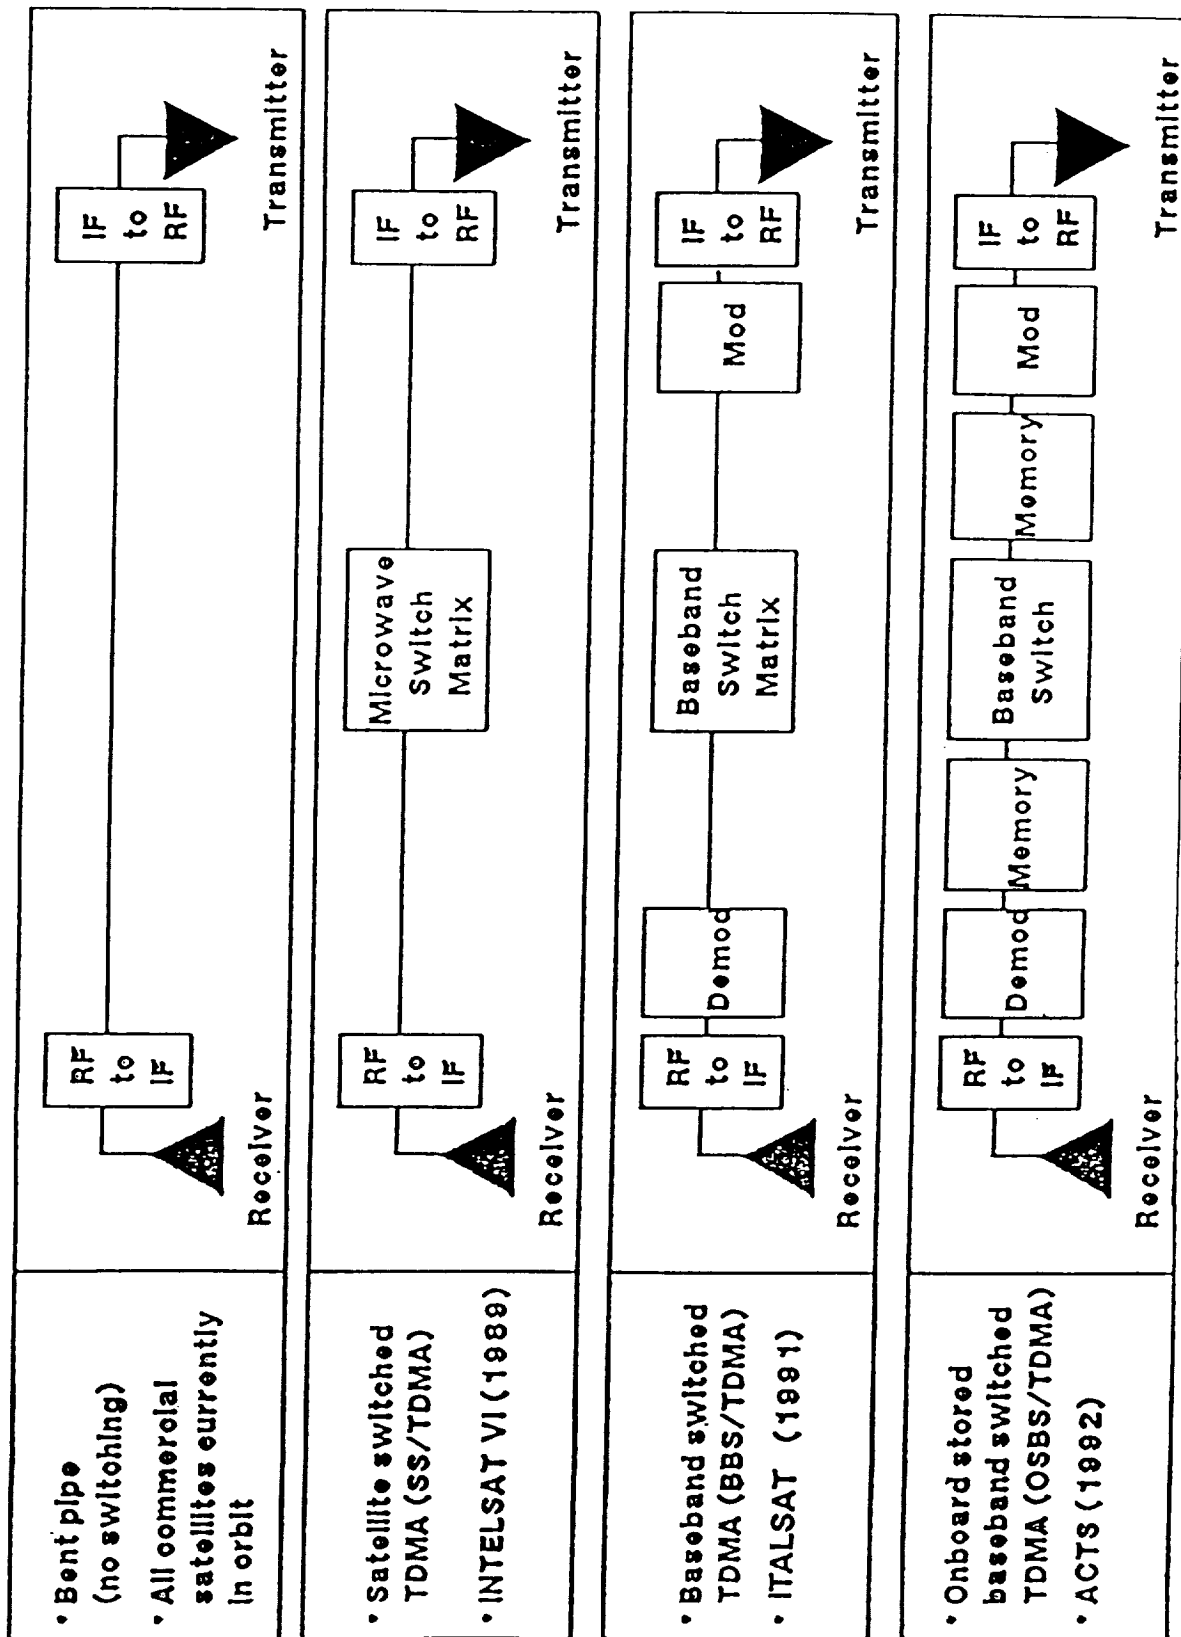 • Bent pipe
(no switching)
• All commercial
satellites currently
in orbit
RF
to
IF
IF
to
RF
Receiver
Transmitter
• Satellite switched
TDMA (SS/TDMA)
• INTELSAT VI (1989)
RF
to
IF
Microwave
Switch
Matrix
IF
to
RF
Receiver
Transmitter
• Baseband switched
TDMA (BBS/TDMA)
• ITALSAT (1991)
RF
to
IF
Demod
Baseband
Switch
Matrix
Mod
IF
to
RF
Receiver
Transmitter
• Onboard stored
baseband switched
TDMA (OSBS/TDMA)
• ACTS (1992)
RF
to
IF
Demod
Memory
Baseband
Switch
Memory
Mod
IF
to
RF
Receiver
Transmitter